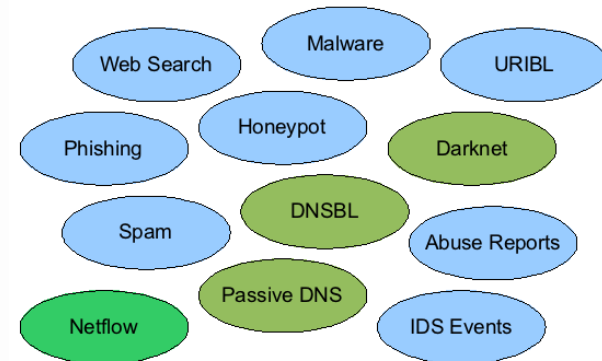 Malware
Web Search
URIBL
Honeypot
Phishing
Darknet
DNSBL
Spam
Abuse Reports
Passive DNS
Netflow
IDS Events